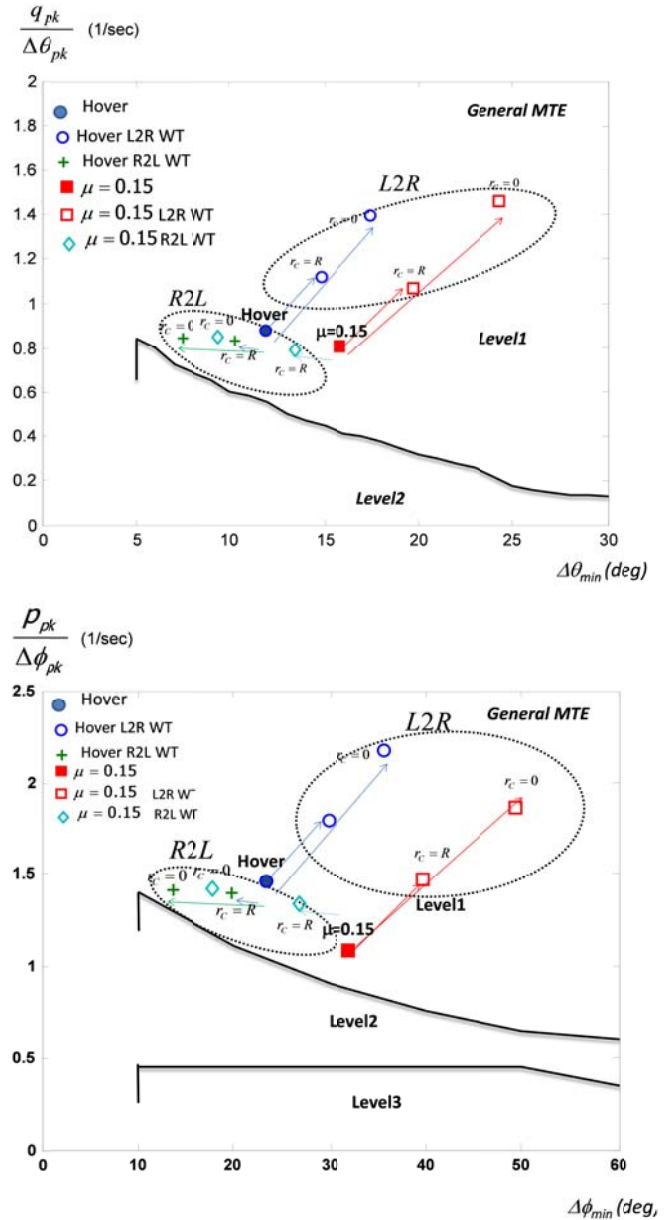 q_pk / Δθ_pk (1/sec)
2
General MTE
Hover
1.8
Hover L2R WT
Hover R2L WT
1.6
μ = 0.15
L2R
r_C=0
1.4
μ = 0.15 L2R WT
r_C=0
μ = 0.15 R2L WT
1.2
r_C = R
r_C = R
R2L
1
Hover
r_C=0 r_C=0
μ=0.15
Level1
0.8
r_C = R
r_C = R
0.6
0.4
0.2
Level2
0
0 5 10 15 20 25 30
Δθ_min (deg)
p_pk / Δϕ_pk (1/sec)
2.5
Hover
L2R
General MTE
Hover L2R WT
Hover R2L WT
r_C=0
2
μ = 0.15
r_C=0
μ = 0.15 L2R WT
μ = 0.15 R2L WT
R2L
Hover
r_C = R
1.5
r_C=0 r_C=0
r_C = R
r_C = R
Level1
μ=0.15
1
Level2
0.5
Level3
0
0 10 20 30 40 50 60
Δϕ_min (deg,